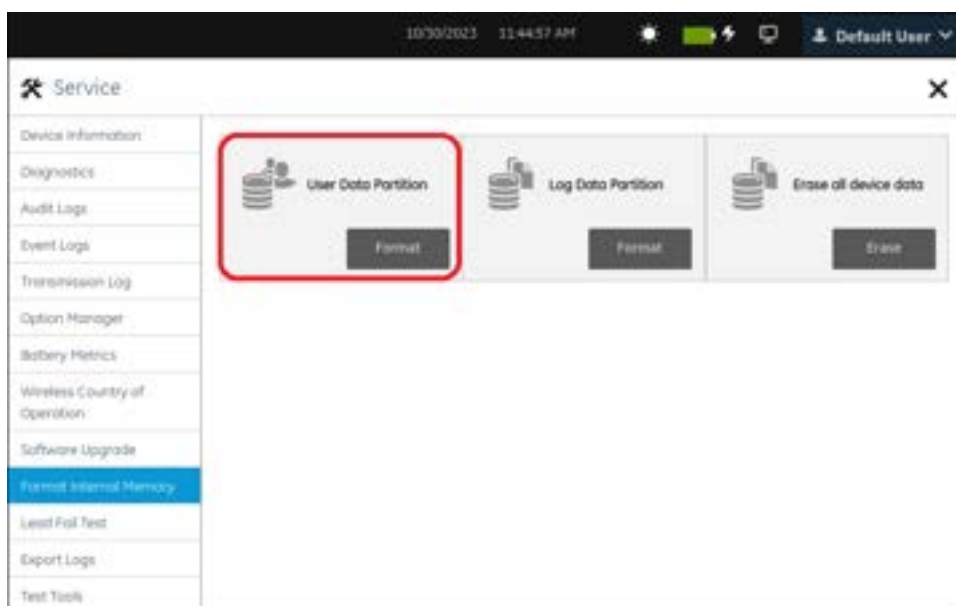 10/30/2023 11:44:57 AM Default User
Service
Device Information
Diagnostics
Audit Logs
Event Logs
Transmission Log
Option Manager
Battery Metrics
Wireless Country of
Operation
Software Upgrade
Format Internal Memory
Lead Fail Test
Export Logs
Test Tools
User Data Partition
Format
Log Data Partition
Format
Erase all device data
Erase